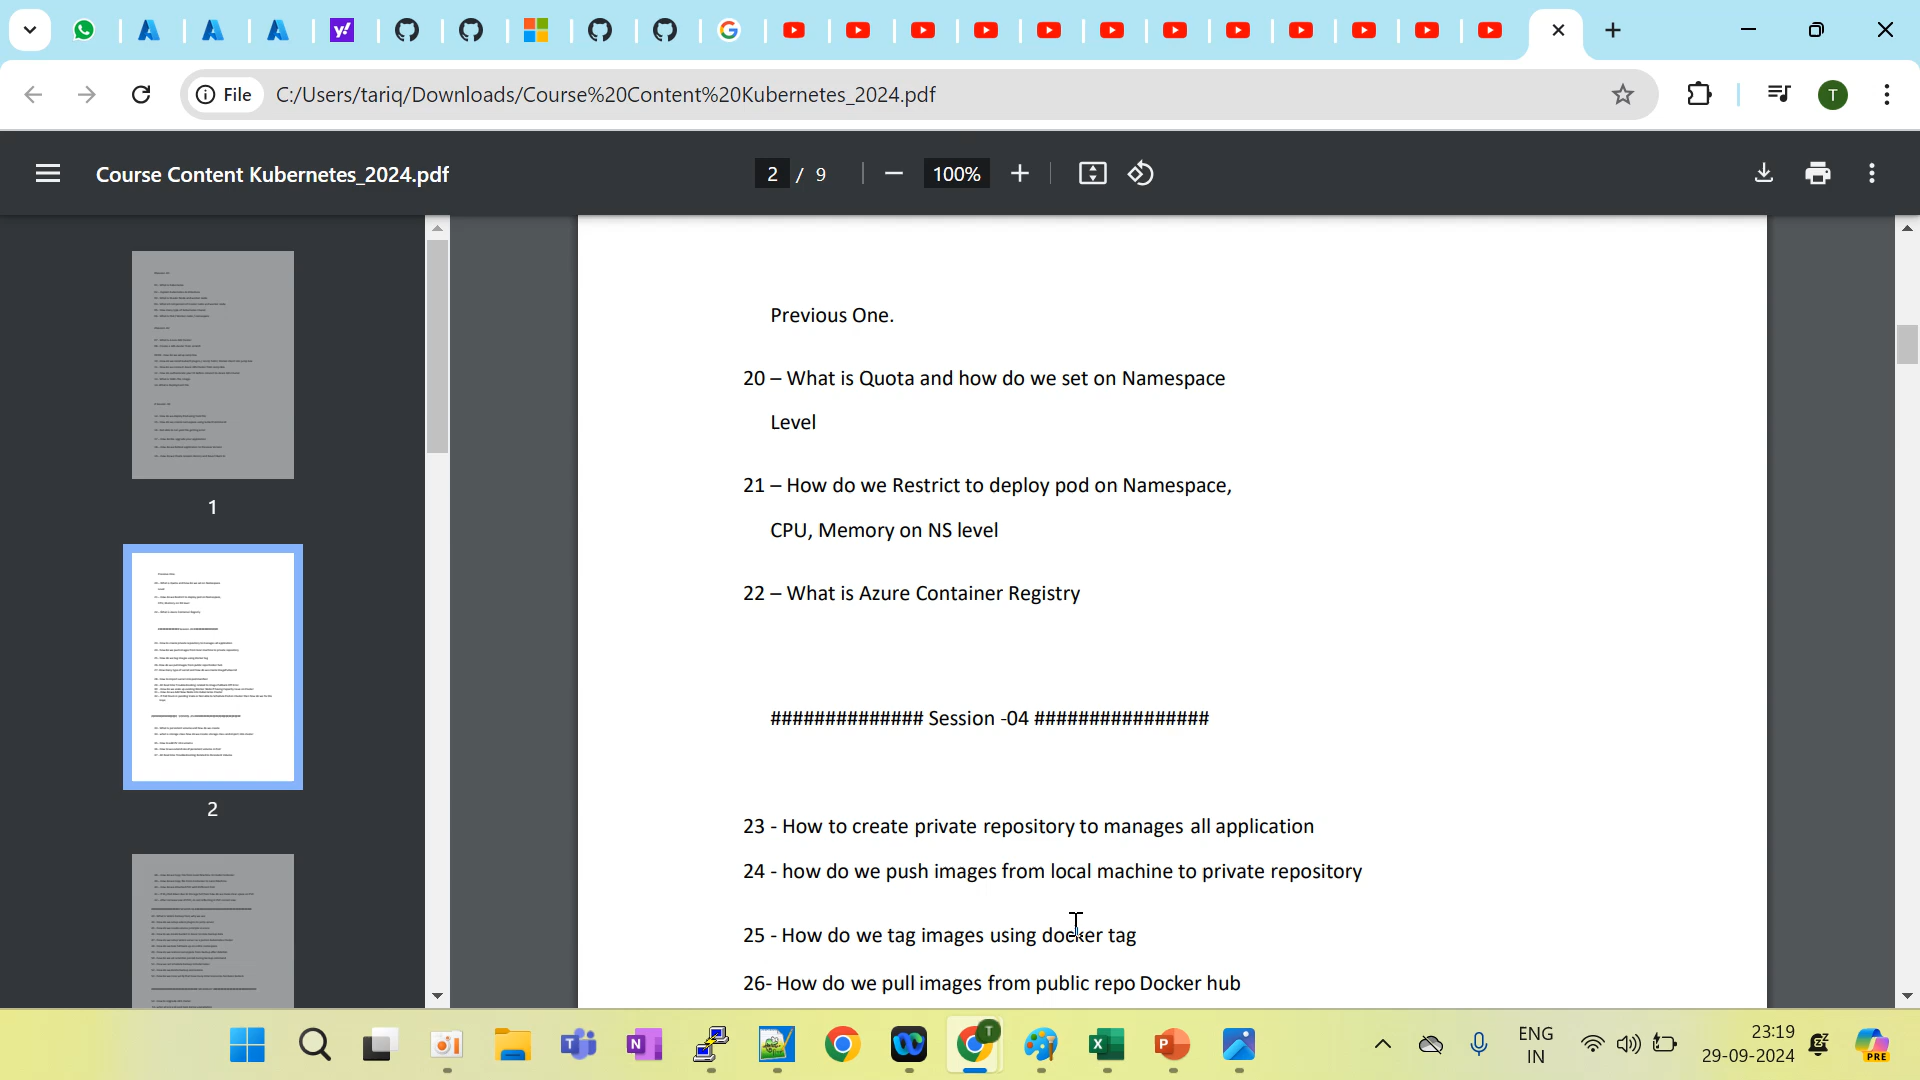 File
C:/Users/tariq/Downloads/Course%20Content%20Kubernetes_2024.pdf
T
Course Content Kubernetes_2024.pdf
2 / 9
100%
1
2
Previous One.
20 – What is Quota and how do we set on Namespace
Level
21 – How do we Restrict to deploy pod on Namespace,
CPU, Memory on NS level
22 – What is Azure Container Registry
############## Session -04 ################
23 - How to create private repository to manages all application
24 - how do we push images from local machine to private repository
25 - How do we tag images using docker tag
26- How do we pull images from public repo Docker hub
ENG
IN
23:19
29-09-2024
PRE